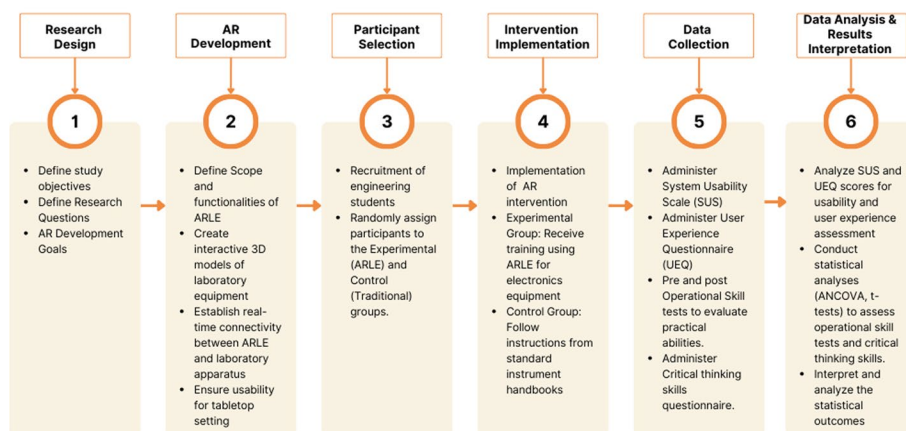 Research
Design
AR
Development
Participant
Selection
Intervention
Implementation
Data
Collection
Data Analysis &
Results
Interpretation
1
2
3
4
5
6
• Define study
objectives
• Define Research
Questions
• AR Development
Goals
• Define Scope
and
functionalities of
ARLE
• Create
interactive 3D
models of
laboratory
equipment
• Establish real-
time connectivity
between ARLE
and laboratory
apparatus
• Ensure usability
for tabletop
setting
• Recruitment of
engineering
students
• Randomly assign
participants to
the Experimental
(ARLE) and
Control
(Traditional)
groups.
• Implementation
of AR
intervention
• Experimental
Group: Receive
training using
ARLE for
electronics
equipment
• Control Group:
Follow
instructions from
standard
instrument
handbooks
• Administer
System Usability
Scale (SUS)
• Administer User
Experience
Questionnaire
(UEQ)
• Pre and post
Operational Skill
tests to evaluate
practical
abilities.
• Administer
Critical thinking
skills
questionnaire.
• Analyze SUS and
UEQ scores for
usability and
user experience
assessment
• Conduct
statistical
analyses
(ANCOVA, t-
tests) to assess
operational skill
tests and critical
thinking skills.
• Interpret and
analyze the
statistical
outcomes